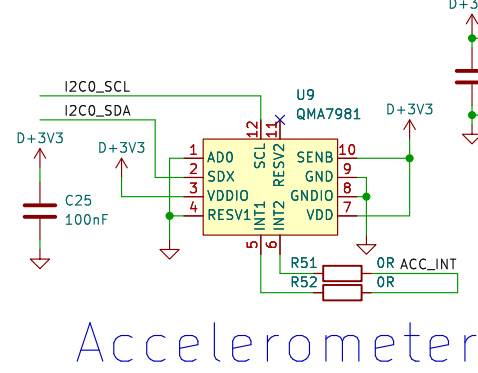 D+3V3
I2C0_SCL
I2C0_SDA
U9
QMA7981
D+3V3
D+3V3
D+3V3
C25
100nF
12
11
SCL
RESV2
1 AD0
2 SDX
3 VDDIO
4 RESV1
SENB 10
GND 9
GNDIO 8
VDD 7
INT1
INT2
5
6
R51 0R ACC_INT
R52 0R
Accelerometer